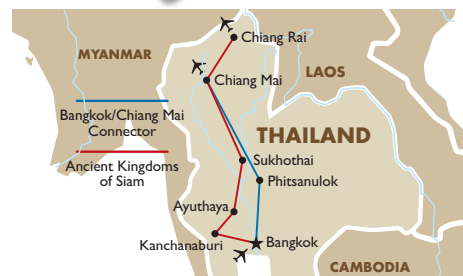 Chiang Rai
MYANMAR
LAOS
Chiang Mai
Bangkok/Chiang Mai
Connector
THAILAND
Ancient Kingdoms
of Siam
Sukhothai
Phitsanulok
Ayuthaya
Kanchanaburi
Bangkok
CAMBODIA